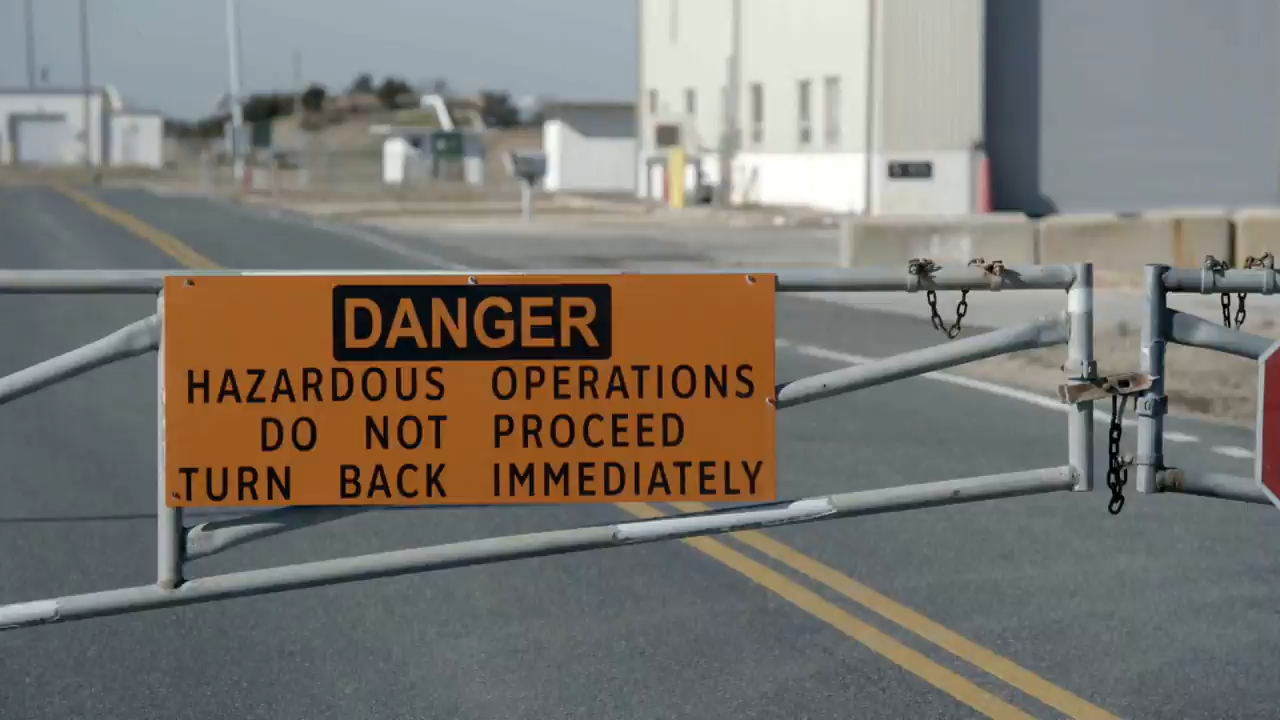 DANGER
HAZARDOUS OPERATIONS
DO NOT PROCEED
TURN BACK IMMEDIATELY